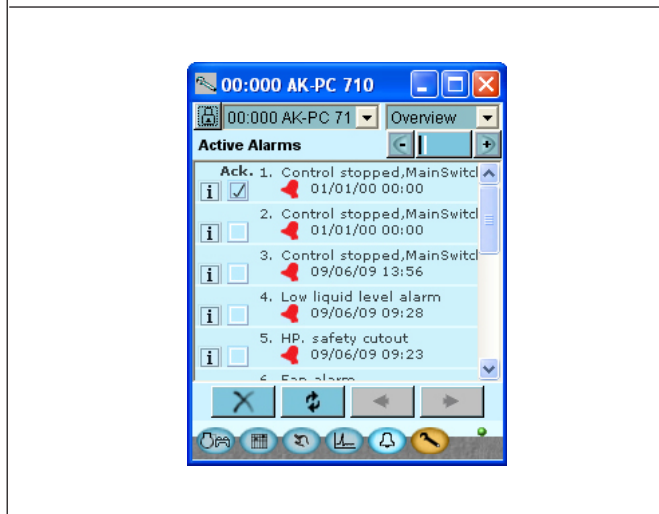 00:000 AK-PC 710
00:000 AK-PC 71 Overview
Active Alarms - +
Ack. 1. Control stopped,MainSwitc
i 01/01/00 00:00
2. Control stopped,MainSwitc
i 01/01/00 00:00
3. Control stopped,MainSwitc
i 09/06/09 13:56
4. Low liquid level alarm
i 09/06/09 09:28
5. HP. safety cutout
i 09/06/09 09:23
6. Fan alarm